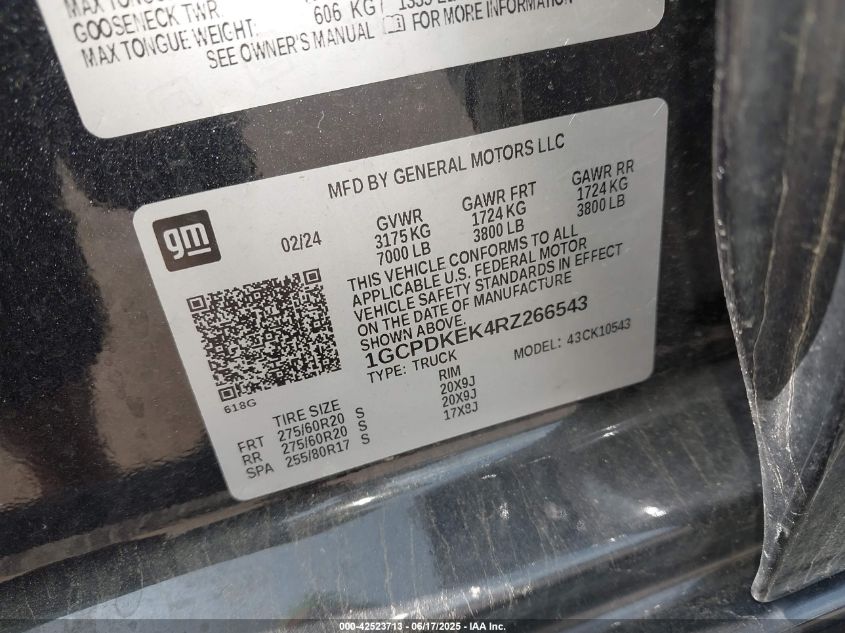 MAX TONGUE
GOOSENECK TWR
MAX TONGUE WEIGHT: 606 KG
SEE OWNER'S MANUAL FOR MORE INFORMATION
MFD BY GENERAL MOTORS LLC
gm
02/24
GVWR
3175 KG
7000 LB
GAWR FRT
1724 KG
3800 LB
GAWR RR
1724 KG
3800 LB
THIS VEHICLE CONFORMS TO ALL
APPLICABLE U.S. FEDERAL MOTOR
VEHICLE SAFETY STANDARDS IN EFFECT
ON THE DATE OF MANUFACTURE
SHOWN ABOVE.
1GCPDKEK4RZ266543
TYPE: TRUCK MODEL: 43CK10543
618G
TIRE SIZE RIM
FRT 275/60R20 S 20X9J
RR 275/60R20 S 20X9J
SPA 255/80R17 S 17X8J
000-42523713 - 06/17/2025 - IAA Inc.